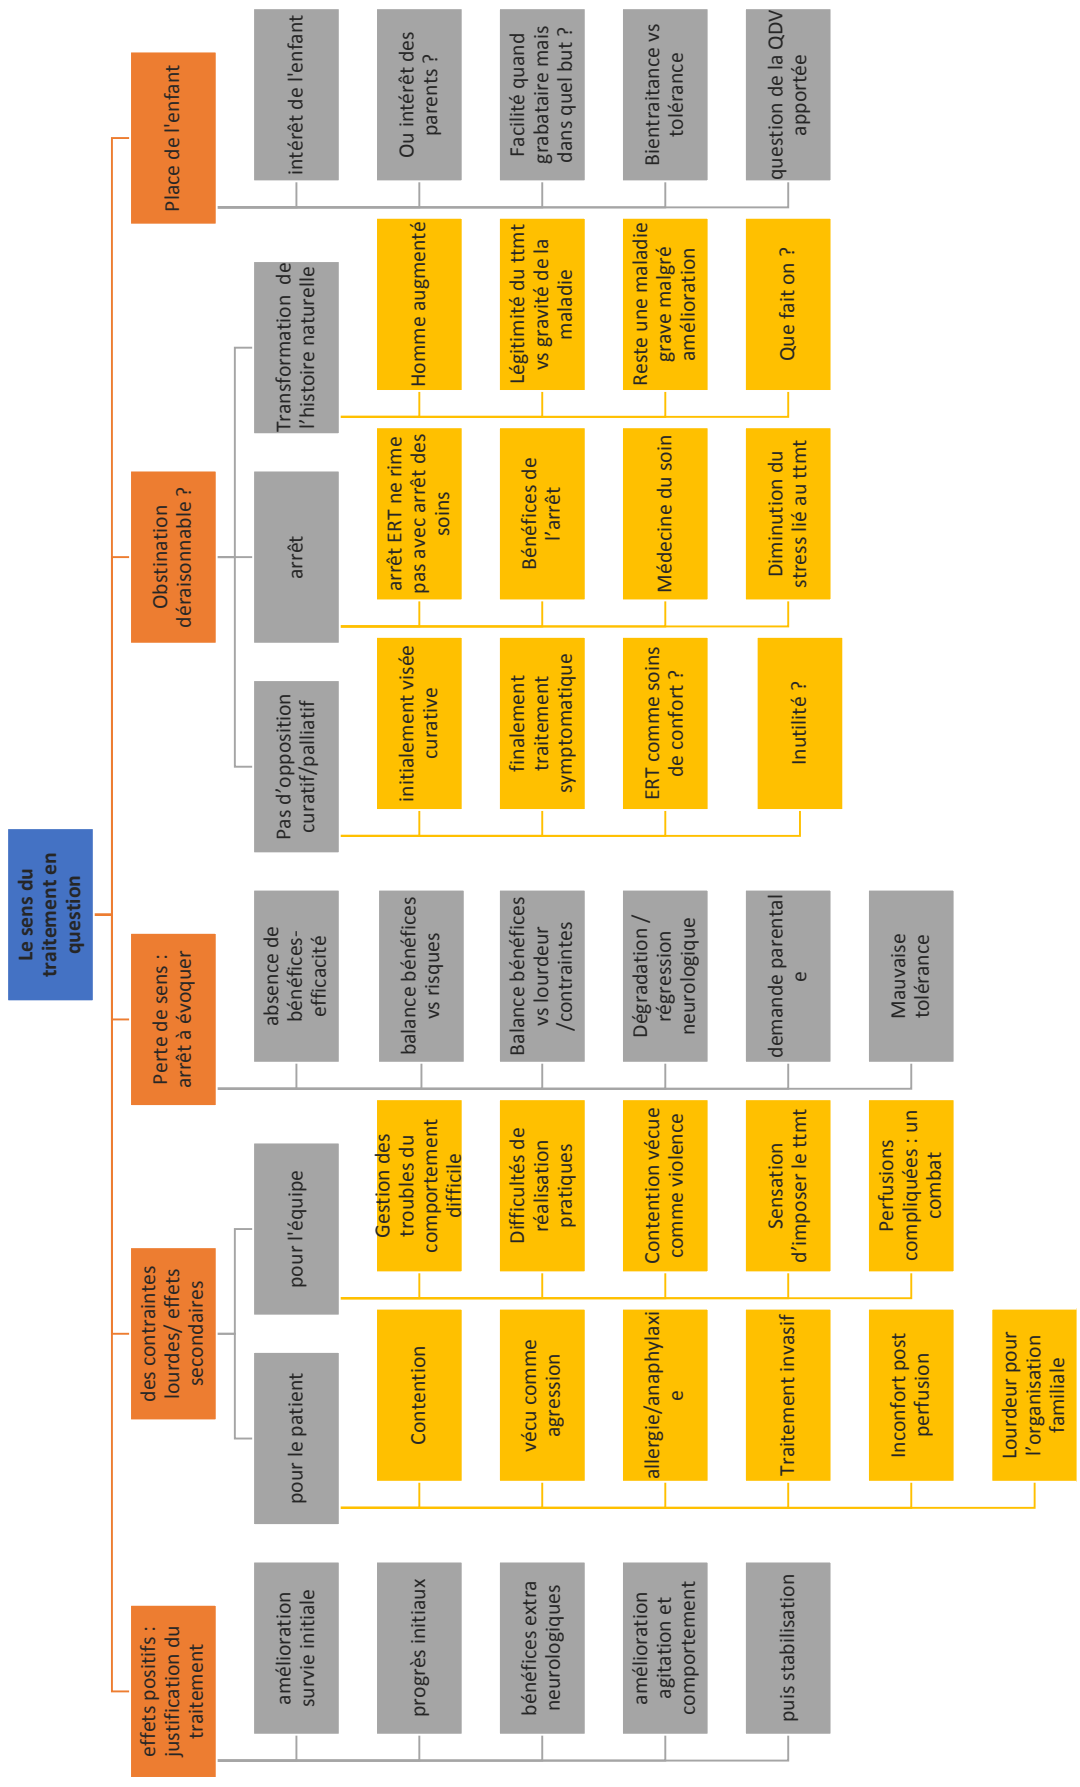 Le sens du
traitement en
question
effets positifs :
justification du
traitement
amélioration
survie initiale
progrès initiaux
bénéfices extra
neurologiques
amélioration
agitation et
comportement
puis stabilisation
des contraintes
lourdes/ effets
secondaires
pour le patient
Contention
vécu comme
agression
allergie/anaphylaxi
e
Traitement invasif
Inconfort post
perfusion
Lourdeur pour
l'organisation
familiale
pour l'équipe
Gestion des
troubles du
comportement
difficile
Difficultés de
réalisation
pratiques
Contention vécue
comme violence
Sensation
d'imposer le ttmt
Perfusions
compliquées : un
combat
Perte de sens :
arrêt à évoquer
absence de
bénéfices-
efficacité
balance bénéfices
vs risques
Balance bénéfices
vs lourdeur
/contraintes
Dégradation /
régression
neurologique
demande parental
e
Mauvaise
tolérance
Obstination
déraisonnable ?
Pas d’opposition
curatif/palliatif
initialement visée
curative
finalement
traitement
symptomatique
ERT comme soins
de confort ?
Inutilité ?
arrêt
arrêt ERT ne rime
pas avec arrêt des
soins
Bénéfices de
l’arrêt
Médecine du soin
Diminution du
stress lié au ttmt
Transformation de
l’histoire naturelle
Homme augmenté
Légitimité du ttmt
vs gravité de la
maladie
Reste une maladie
grave malgré
amélioration
Que fait on ?
Place de l'enfant
intérêt de l'enfant
Ou intérêt des
parents ?
Facilité quand
grabataire mais
dans quel but ?
Bientraitance vs
tolérance
question de la QDV
apportée